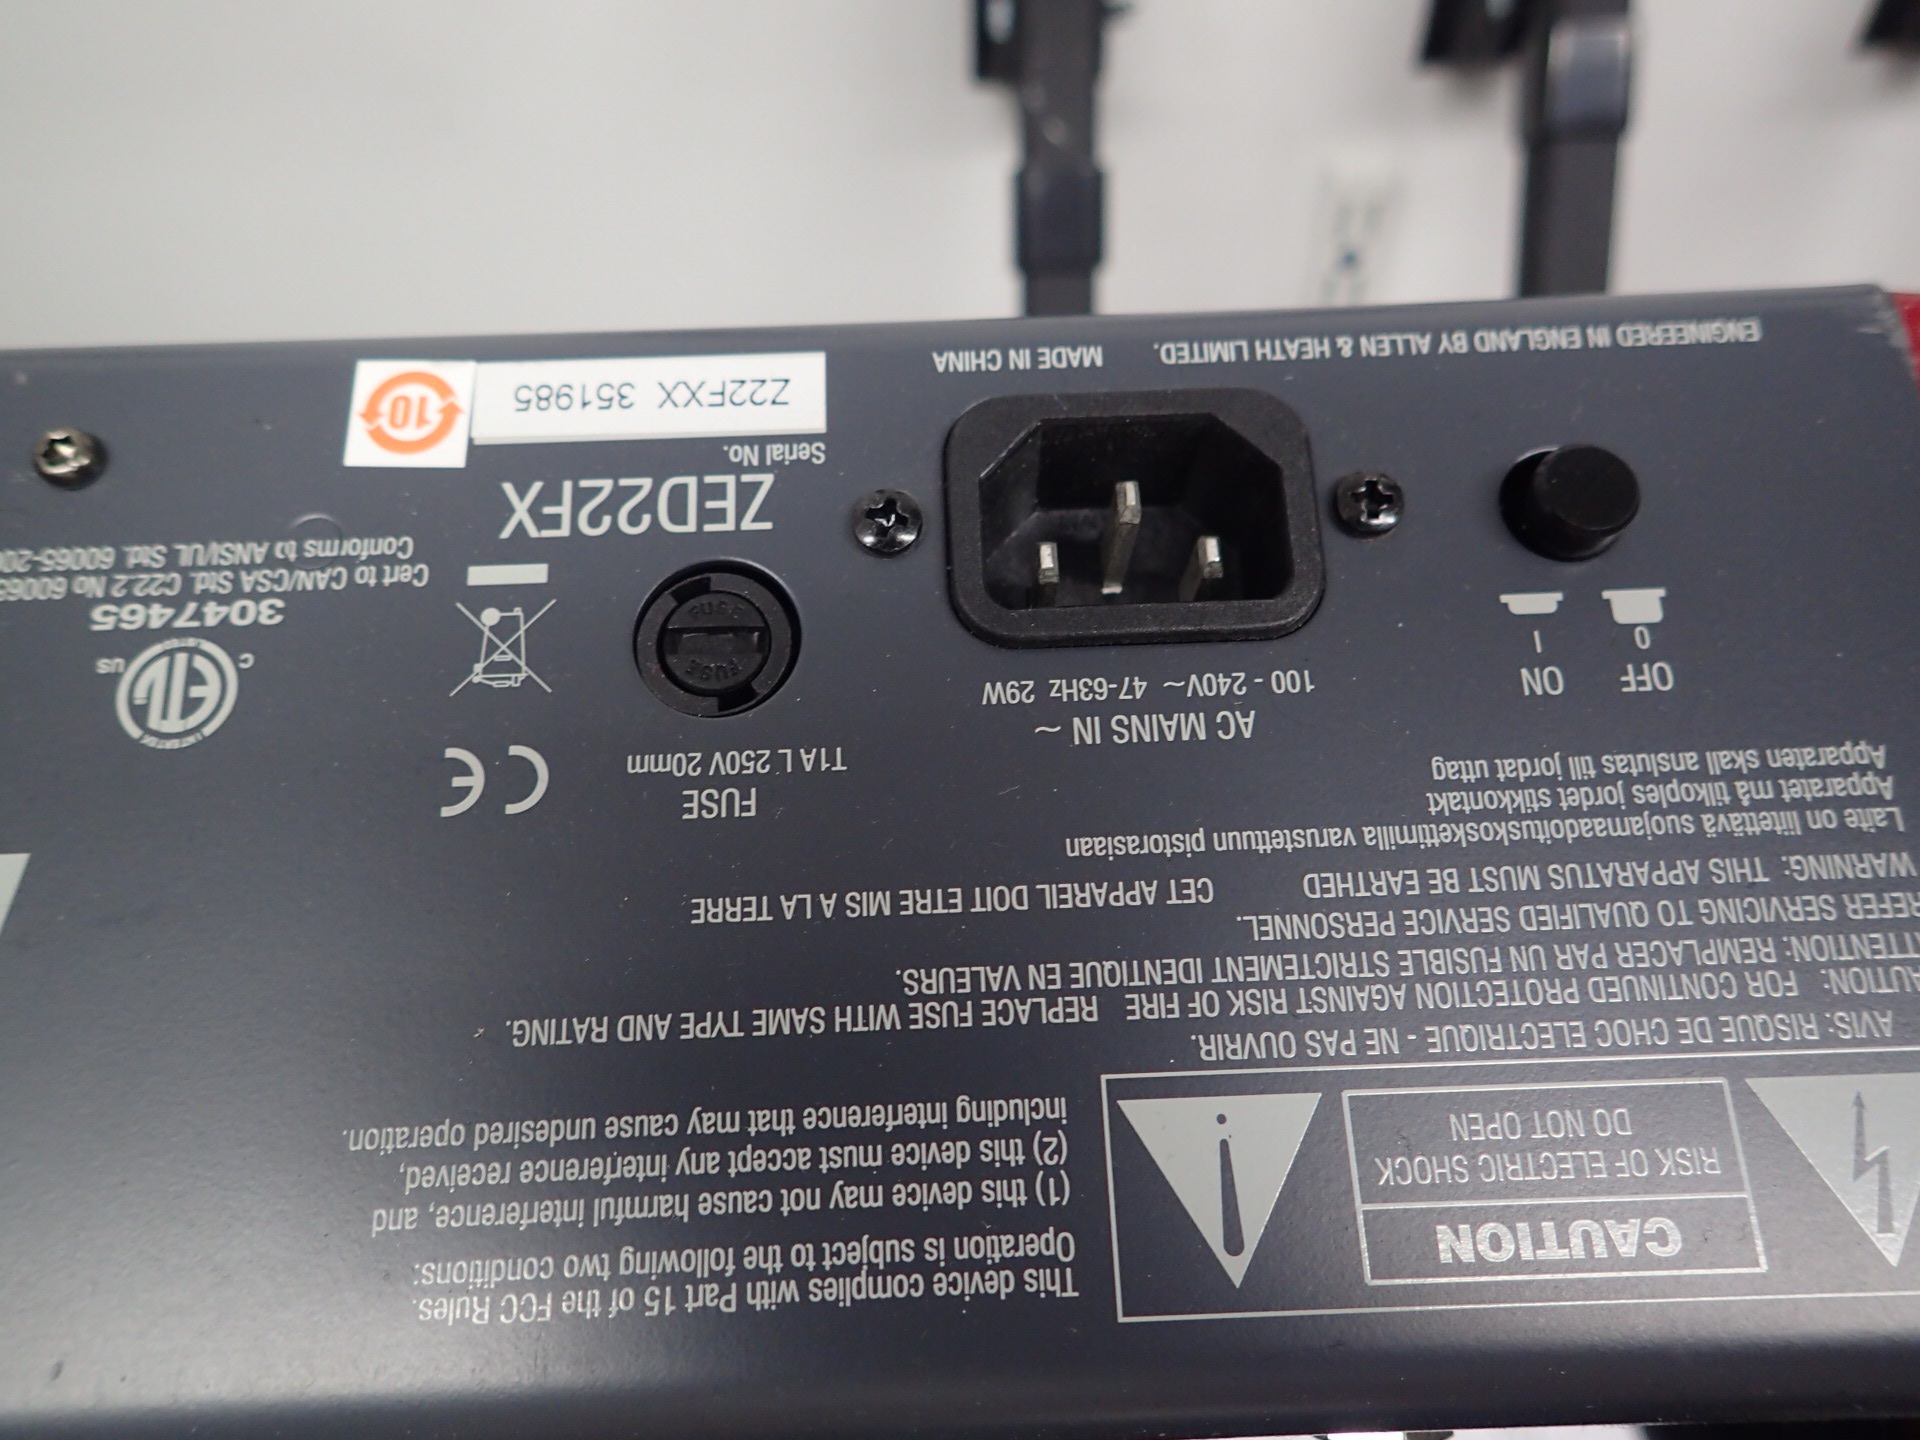 This device complies with Part 15 of the FCC Rules.
Operation is subject to the following two conditions:
(1) this device may not cause harmful interference, and
(2) this device must accept any interference received,
including interference that may cause undesired operation.
CAUTION
RISK OF ELECTRIC SHOCK
DO NOT OPEN
AVIS: RISQUE DE CHOC ELECTRIQUE - NE PAS OUVRIR.
FOR CONTINUED PROTECTION AGAINST RISK OF FIRE REPLACE FUSE WITH SAME TYPE AND RATING.
REMPLACER PAR UN FUSIBLE STRICTEMENT IDENTIQUE EN VALEURS.
REFER SERVICING TO QUALIFIED SERVICE PERSONNEL.
WARNING: THIS APPARATUS MUST BE EARTHED CET APPAREIL DOIT ETRE MIS A LA TERRE
Laite on liitettävä suojamaadoituskoskettimilla varustettuun pistorasiaan
Apparatet må tilkoples jordet stikkontakt
Apparaten skall anslutas till jordat uttag
OFF ON
0 I
AC MAINS IN ~
100 - 240V~ 47-63Hz 29W
FUSE
T1A L 250V 20mm
FUSE
FUSE
CE
INTERTEK
ETL
C US
LISTED
3047465
Cert to CAN/CSA Std. C22.2 No
Conforms to ANSI/UL Std.
ZED22FX
Serial No.
Z22FXX 351985
10
ENGINEERED IN ENGLAND BY ALLEN & HEATH LIMITED. MADE IN CHINA